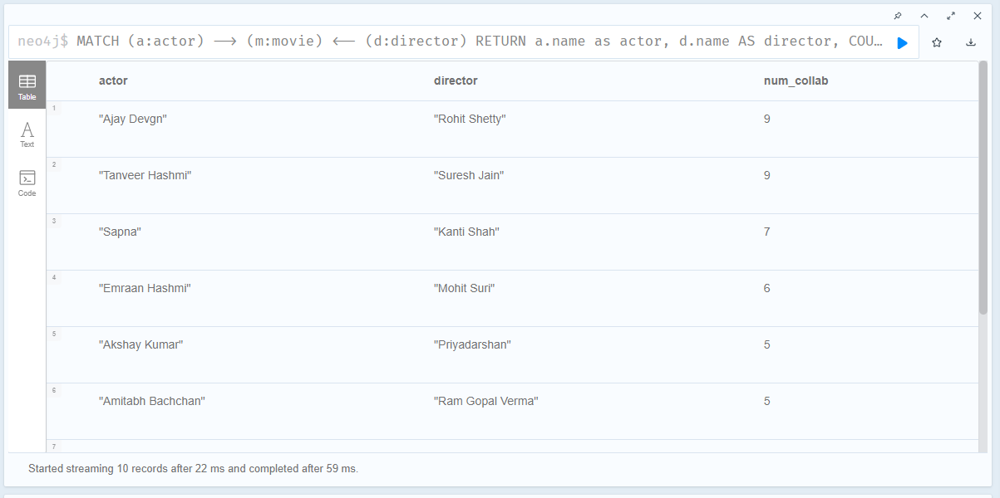 neo4j$ MATCH (a:actor) ⟶ (m:movie) ⟵ (d:director) RETURN a.name as actor, d.name AS director, COU…
Table
Text
Code
actor director num_collab
1
"Ajay Devgn" "Rohit Shetty" 9
2
"Tanveer Hashmi" "Suresh Jain" 9
3
"Sapna" "Kanti Shah" 7
4
"Emraan Hashmi" "Mohit Suri" 6
5
"Akshay Kumar" "Priyadarshan" 5
6
"Amitabh Bachchan" "Ram Gopal Verma" 5
7
Started streaming 10 records after 22 ms and completed after 59 ms.